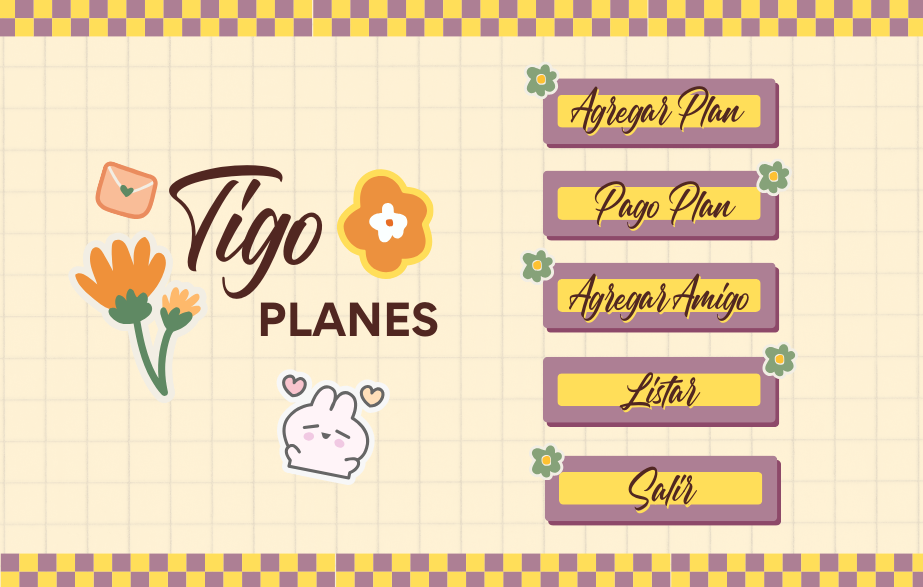 Tigo
PLANES
Agregar Plan
Pago Plan
Agregar Amigo
Listar
Salir